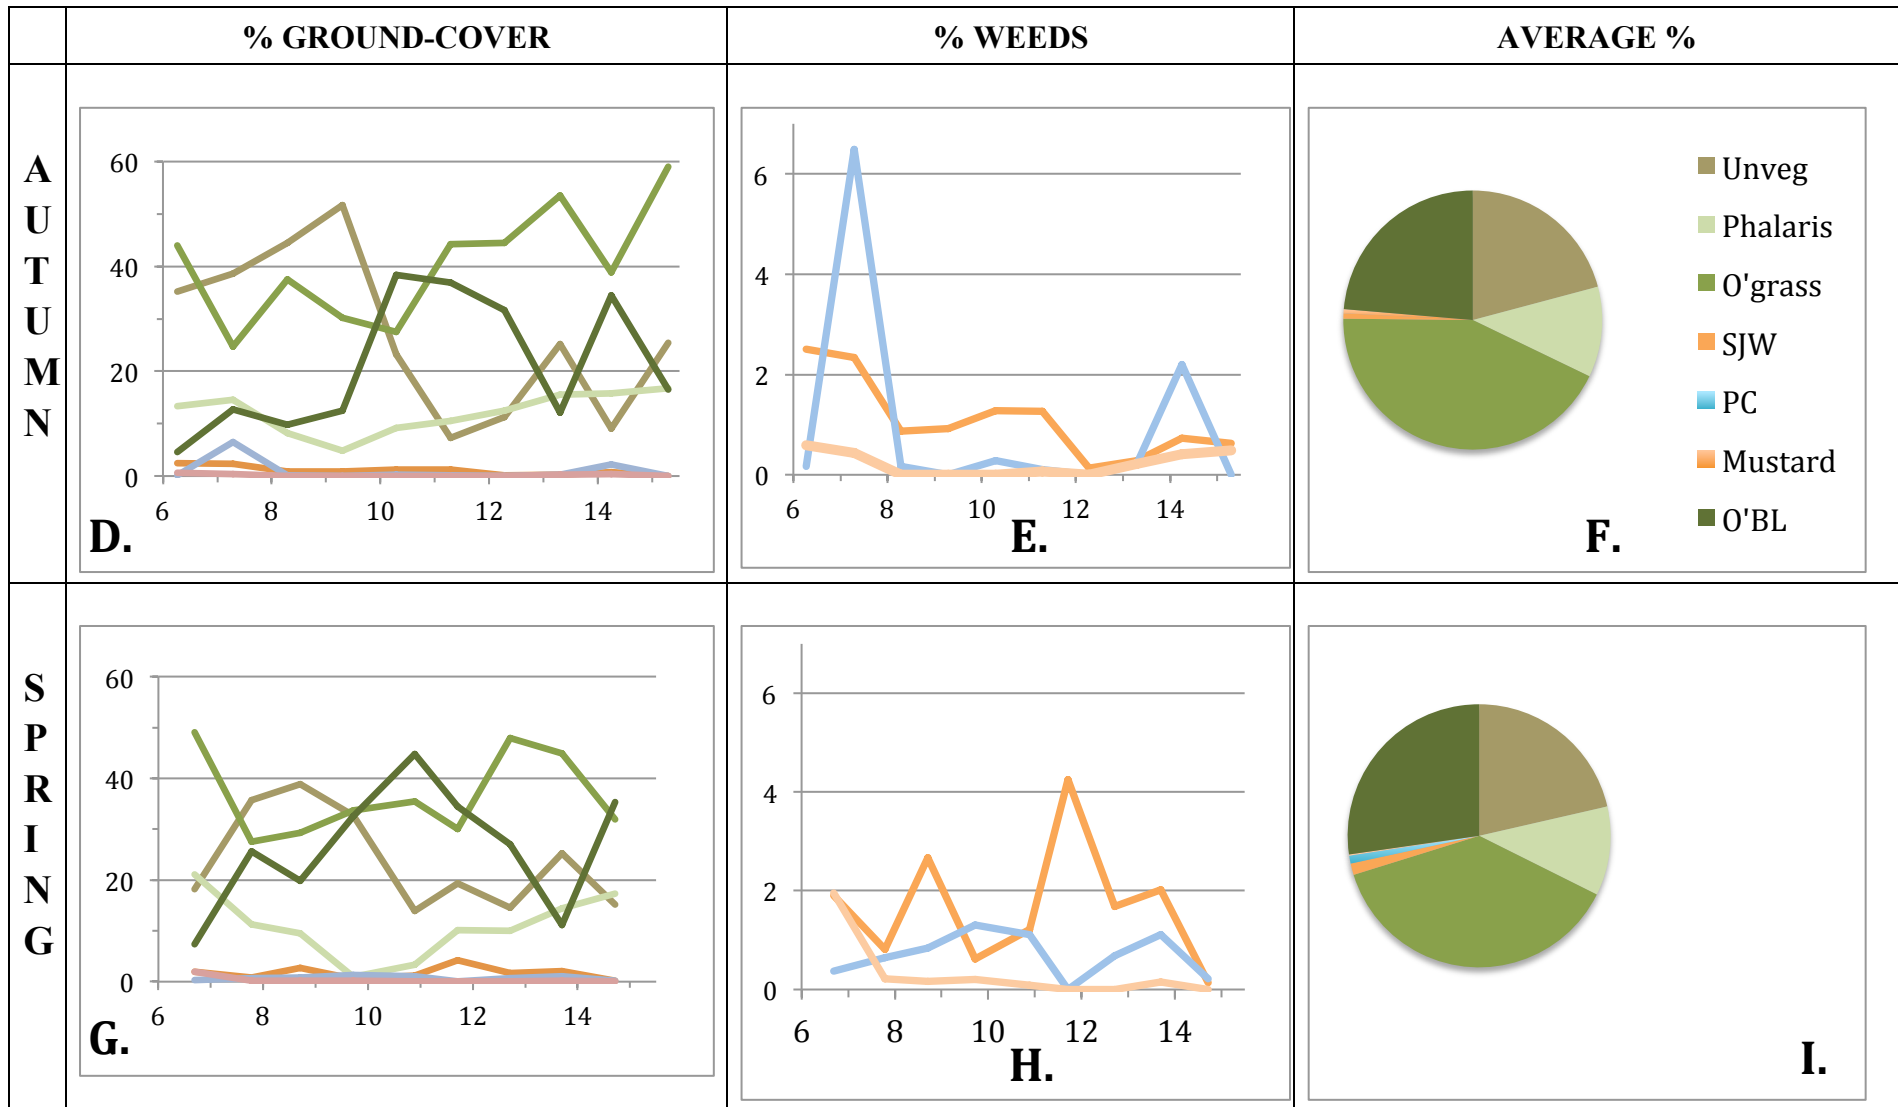 % GROUND-COVER
% WEEDS
AVERAGE %
A
U
T
U
M
N
60
40
20
0
6 8 10 12 14
D.
6
4
2
0
6 8 10 12 14
E.
Unveg
Phalaris
O'grass
SJW
PC
Mustard
O'BL
F.
S
P
R
I
N
G
60
40
20
0
6 8 10 12 14
G.
6
4
2
0
6 8 10 12 14
H.
I.